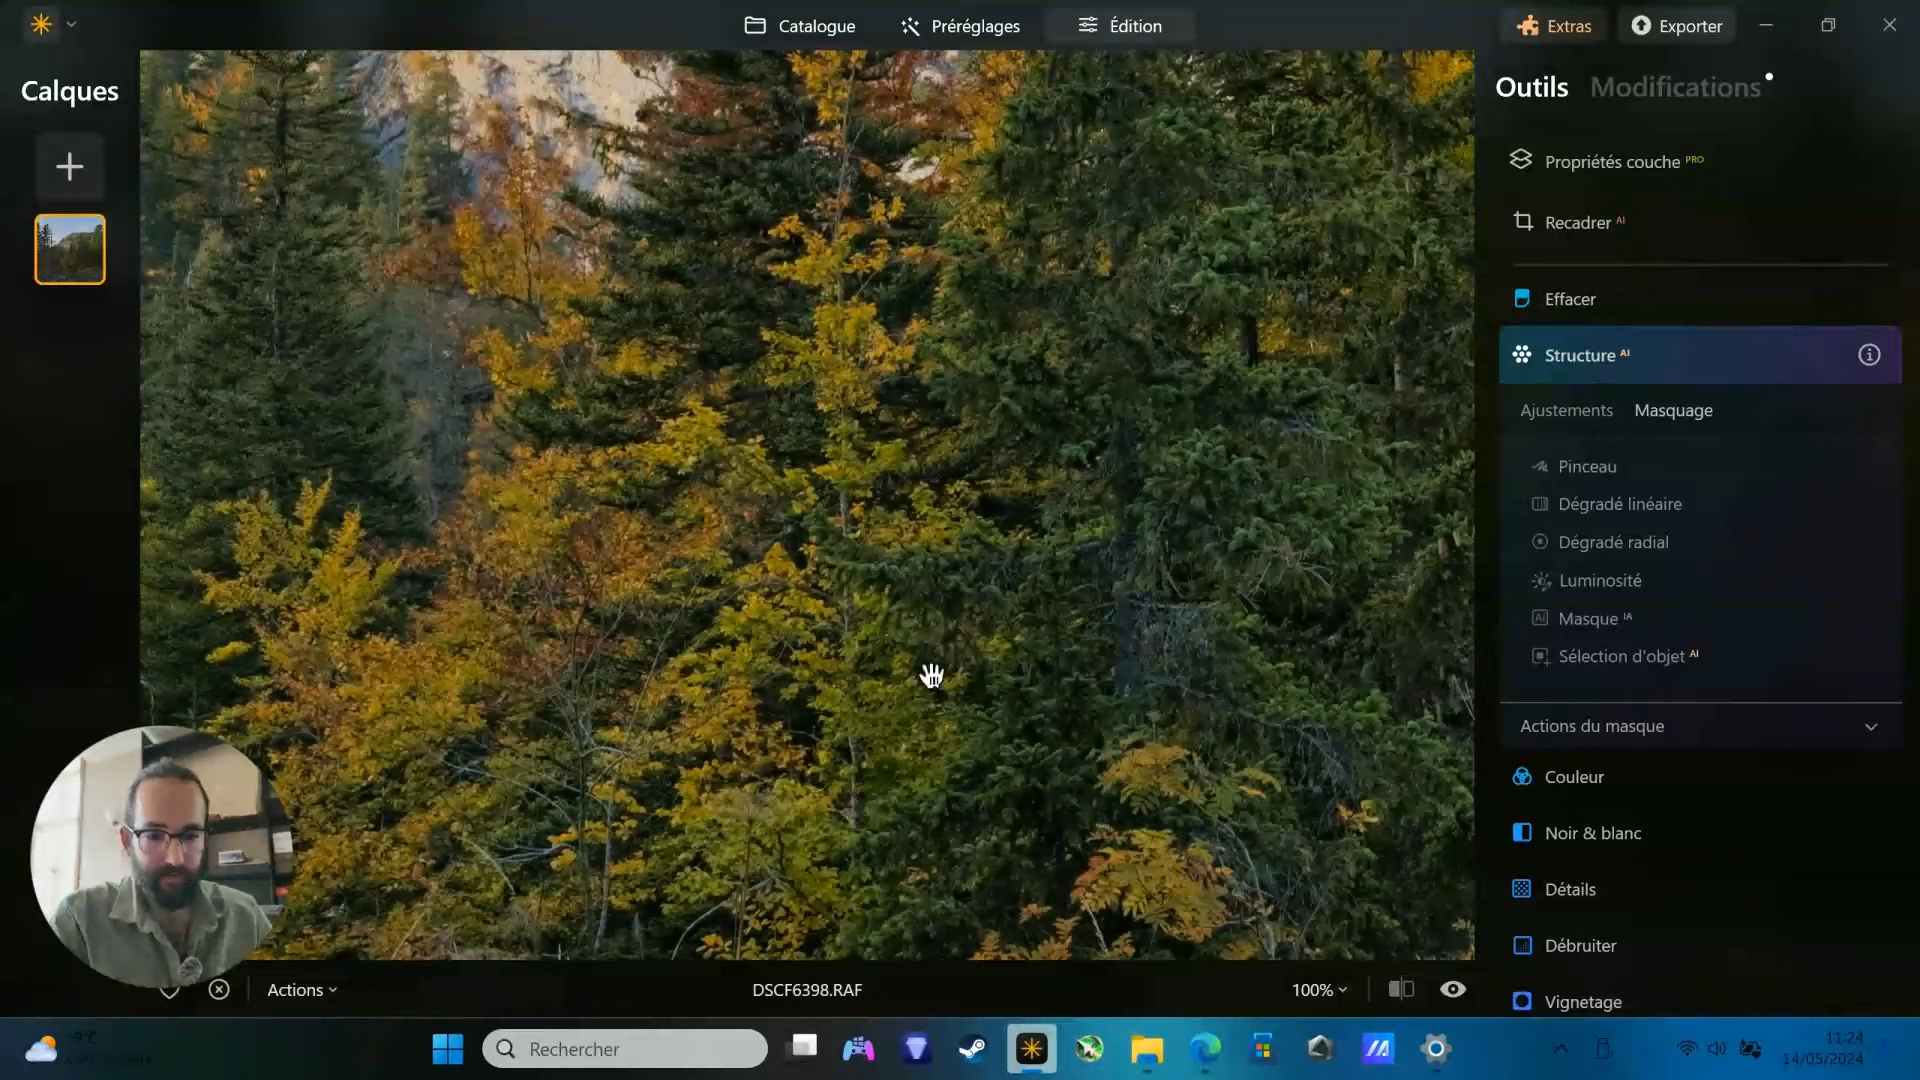 Catalogue
Préréglages
Édition
Extras
Exporter
Calques
Outils Modifications
Propriétés couche PRO
Recadrer AI
Effacer
Structure AI
Ajustements Masquage
Pinceau
Dégradé linéaire
Dégradé radial
Luminosité
Masque IA
Sélection d'objet AI
Actions du masque
Couleur
Noir & blanc
Détails
Débruiter
Vignetage
Actions
DSCF6398.RAF
100%
Rechercher
11:24
14/05/2024